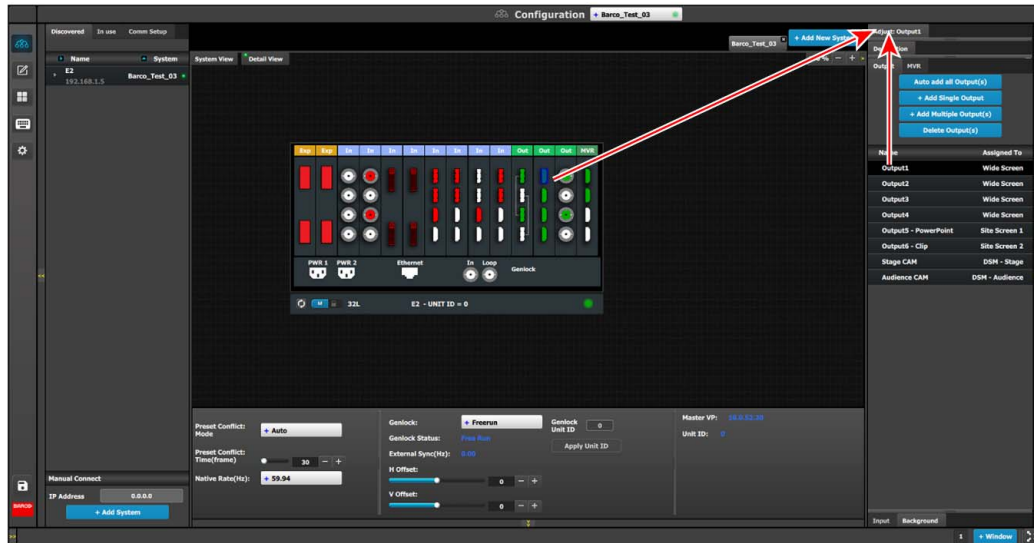 Configuration + Barco_Test_03
Discovered In use Comm Setup
Name System
E2
192.168.1.5
Barco_Test_03
System View Detail View
Barco_Test_03
+ Add New System
Adjust: Output1
Output MVR
Auto add all Output(s)
+ Add Single Output
+ Add Multiple Output(s)
Delete Output(s)
Name Assigned To
Output1 Wide Screen
Output2 Wide Screen
Output3 Wide Screen
Output4 Wide Screen
Output5 - PowerPoint Site Screen 1
Output6 - Clip Site Screen 2
Stage CAM DSM - Stage
Audience CAM DSM - Audience
Exp Exp In In In In In In In In Out Out Out MVR
PWR 1 PWR 2 Ethernet In Loop Genlock
32L E2 - UNIT ID = 0
Preset Conflict:
Mode
+ Auto
Preset Conflict:
Time(frame)
30 - +
Native Rate(Hz): + 59.94
Genlock: + Freerun
Genlock Status: Free Run
External Sync(Hz): 0.00
H Offset:
0 - +
V Offset:
0 - +
Genlock
Unit ID
0
Apply Unit ID
Master VP:
Unit ID: 0
Manual Connect
IP Address 0.0.0.0
+ Add System
BARCO
Input Background
1 + Window